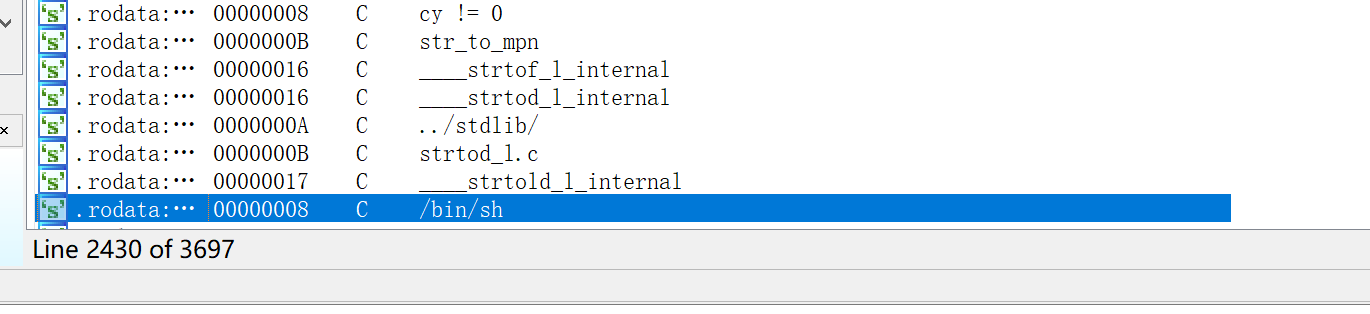 's' .rodata:⋯ 00000008 C cy != 0
's' .rodata:⋯ 0000000B C str_to_mpn
's' .rodata:⋯ 00000016 C ____strtof_l_internal
's' .rodata:⋯ 00000016 C ____strtod_l_internal
's' .rodata:⋯ 0000000A C ../stdlib/
's' .rodata:⋯ 0000000B C strtod_l.c
's' .rodata:⋯ 00000017 C ____strtold_l_internal
's' .rodata:⋯ 00000008 C /bin/sh
Line 2430 of 3697